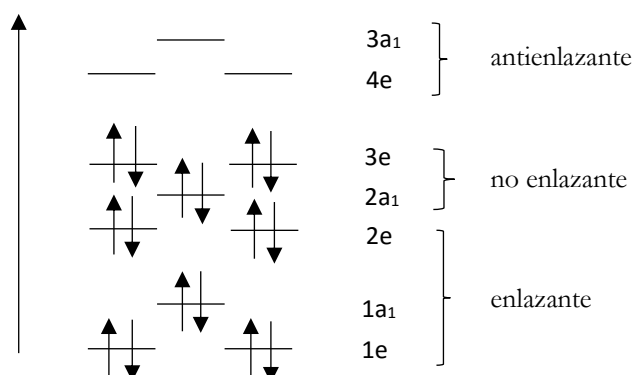 3a₁
4e
antienlazante
3e
2a₁
no enlazante
2e
1a₁
1e
enlazante